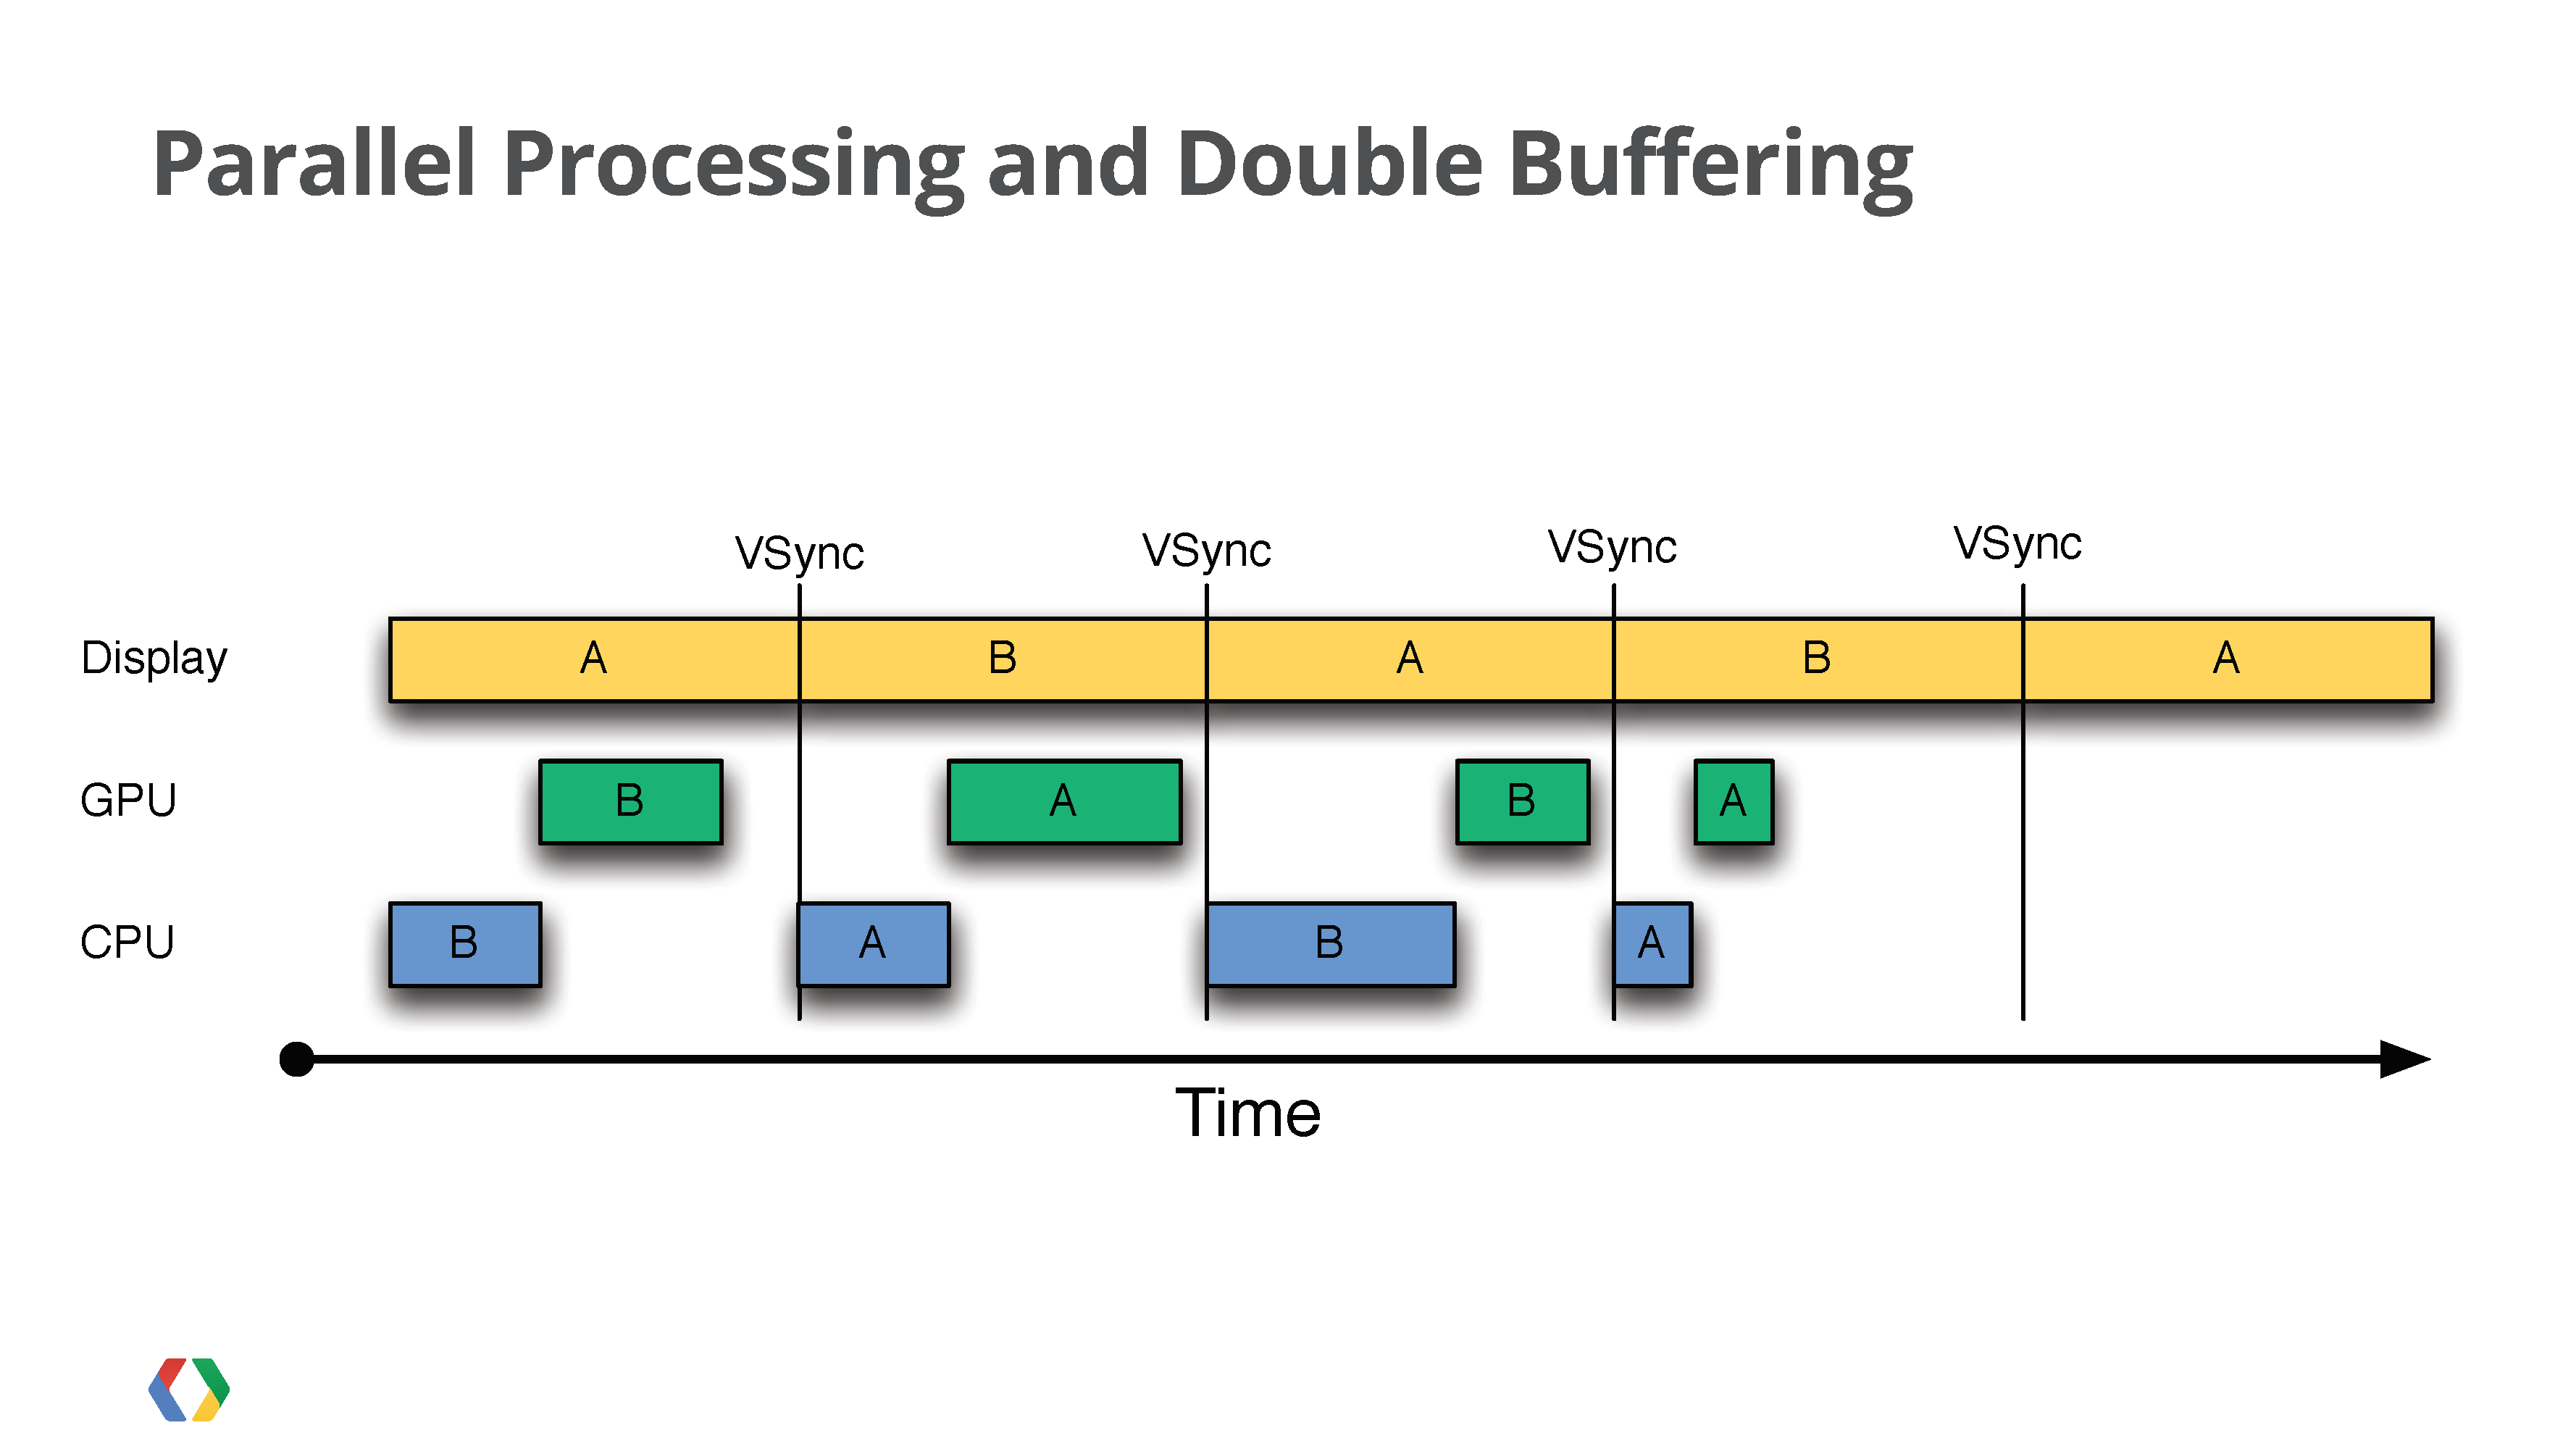 Parallel Processing and Double Buffering
VSync VSync VSync VSync
Display A B A B A
GPU B A B A
CPU B A B A
Time